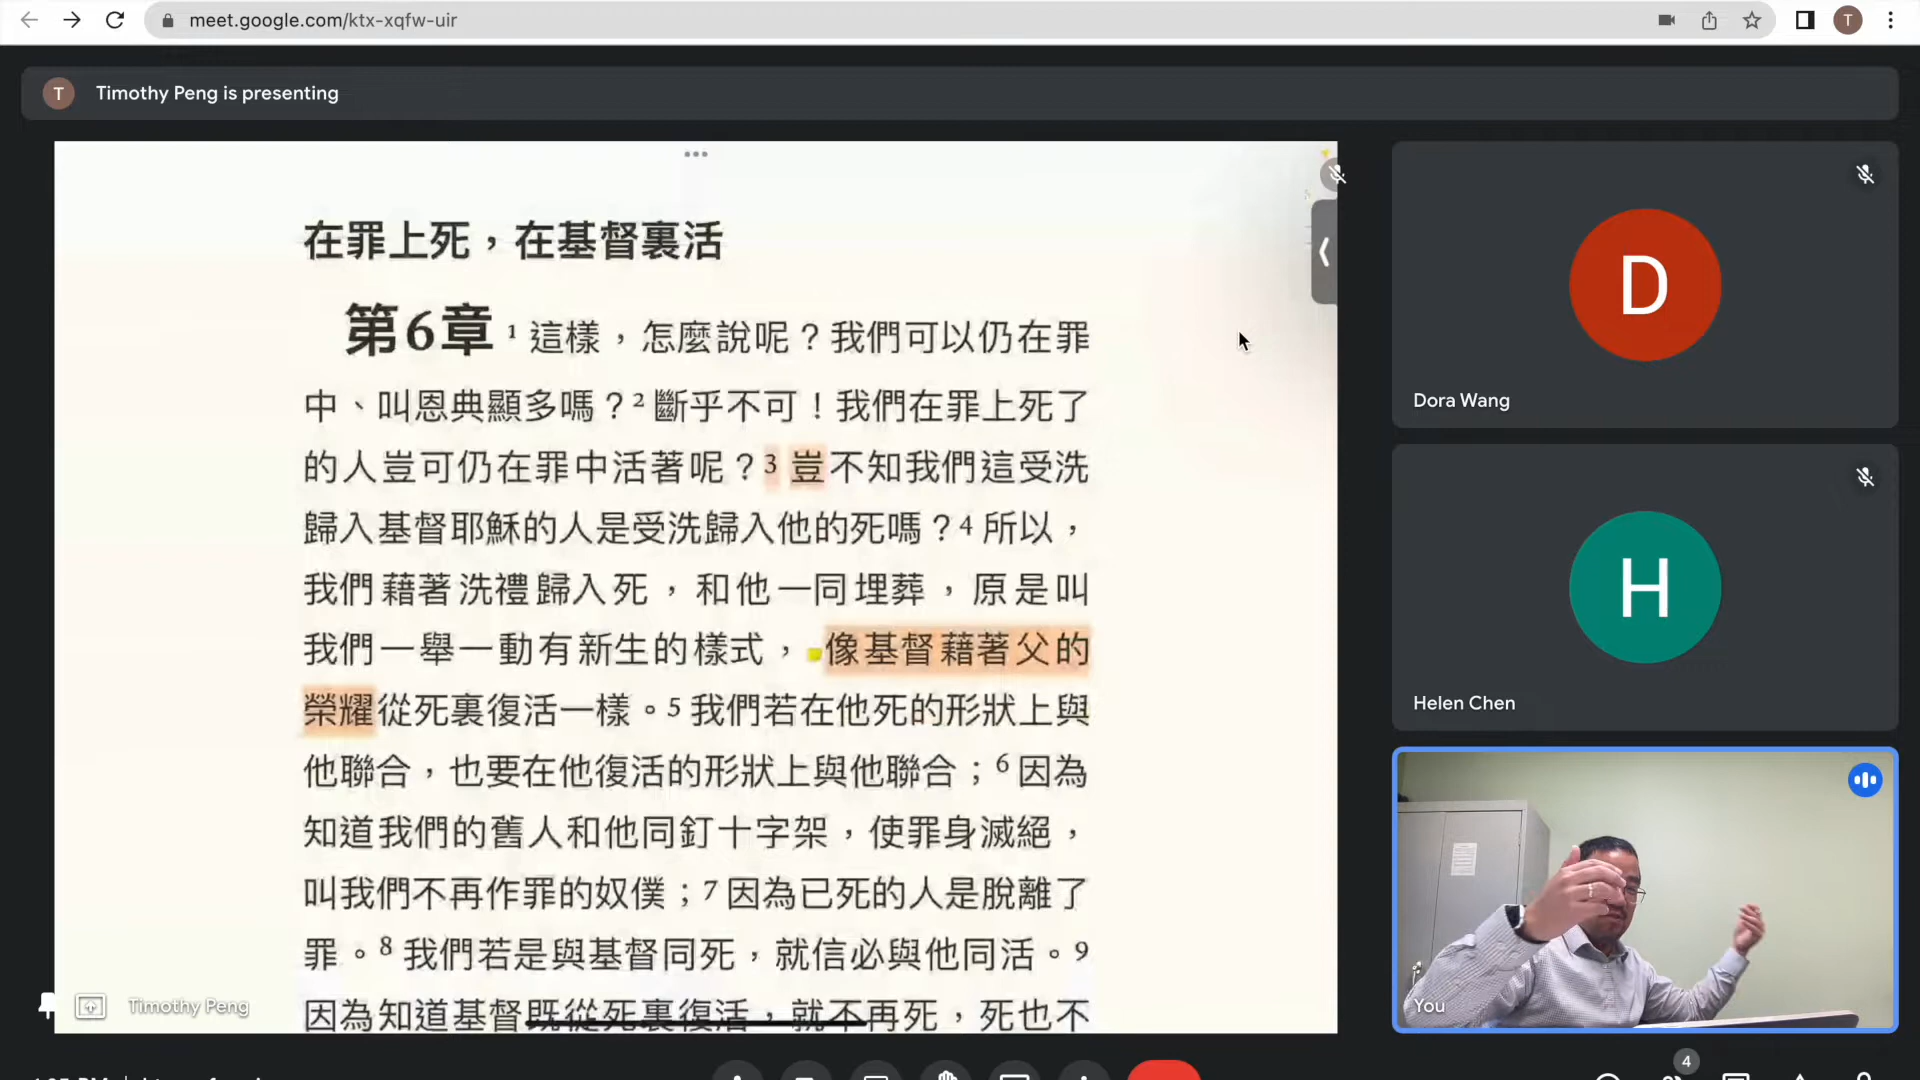 meet.google.com/ktx-xqfw-uir
T
T
Timothy Peng is presenting
在罪上死，在基督裏活
第6章 1 這樣，怎麼說呢？我們可以仍在罪
中、叫恩典顯多嗎？2 斷乎不可！我們在罪上死了
的人豈可仍在罪中活著呢？3 豈不知我們這受洗
歸入基督耶穌的人是受洗歸入他的死嗎？4 所以，
我們藉著洗禮歸入死，和他一同埋葬，原是叫
我們一舉一動有新生的樣式，像基督藉著父的
榮耀從死裏復活一樣。5 我們若在他死的形狀上與
他聯合，也要在他復活的形狀上與他聯合；6 因為
知道我們的舊人和他同釘十字架，使罪身滅絕，
叫我們不再作罪的奴僕；7 因為已死的人是脫離了
罪。8 我們若是與基督同死，就信必與他同活。9
因為知道基督既從死裏復活，就不再死，死也不
Timothy Peng
D
Dora Wang
H
Helen Chen
You
4